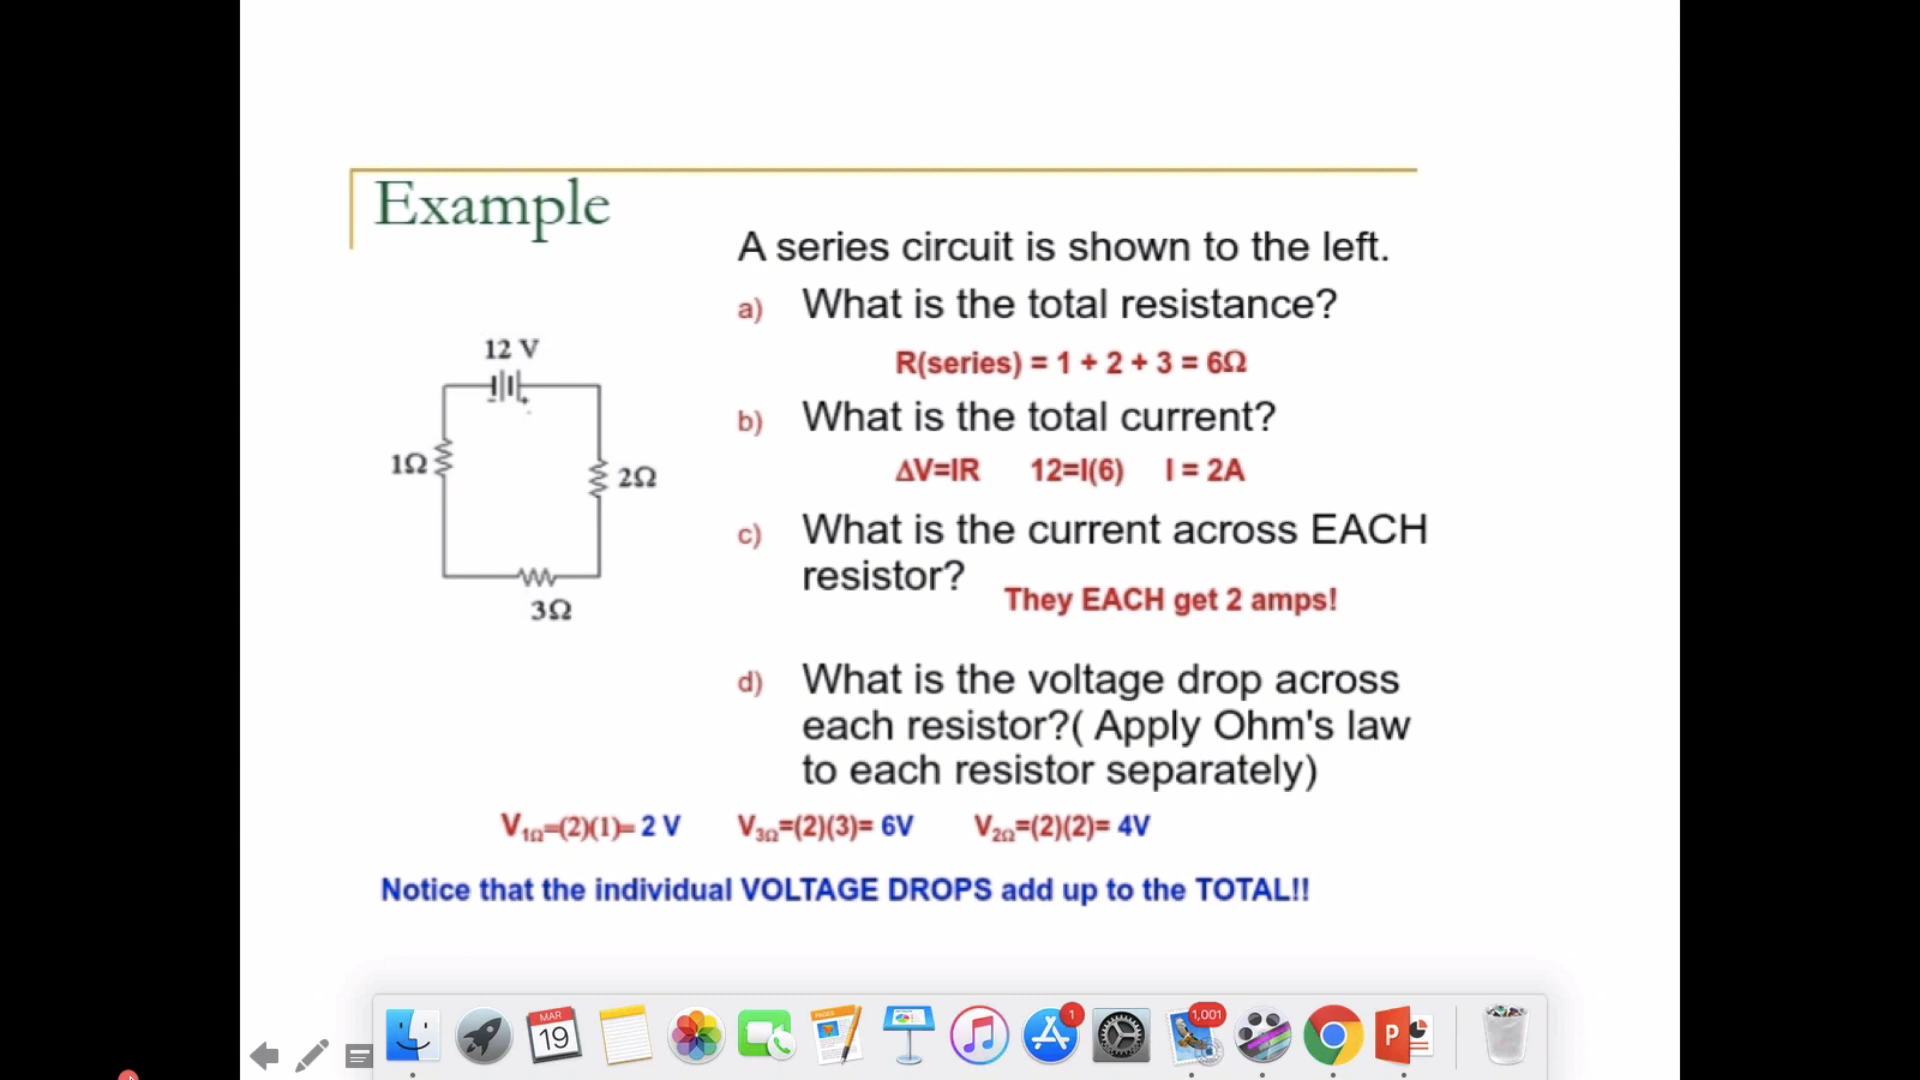 Example
A series circuit is shown to the left.
a) What is the total resistance?
R(series) = 1 + 2 + 3 = 6Ω
b) What is the total current?
ΔV=IR 12=I(6) I = 2A
c) What is the current across EACH
resistor?
They EACH get 2 amps!
d) What is the voltage drop across
each resistor?( Apply Ohm's law
to each resistor separately)
12 V
- +
1Ω
2Ω
3Ω
V1Ω=(2)(1)= 2 V V3Ω=(2)(3)= 6V V2Ω=(2)(2)= 4V
Notice that the individual VOLTAGE DROPS add up to the TOTAL!!
MAR
19
PAGES
1
1,001
P